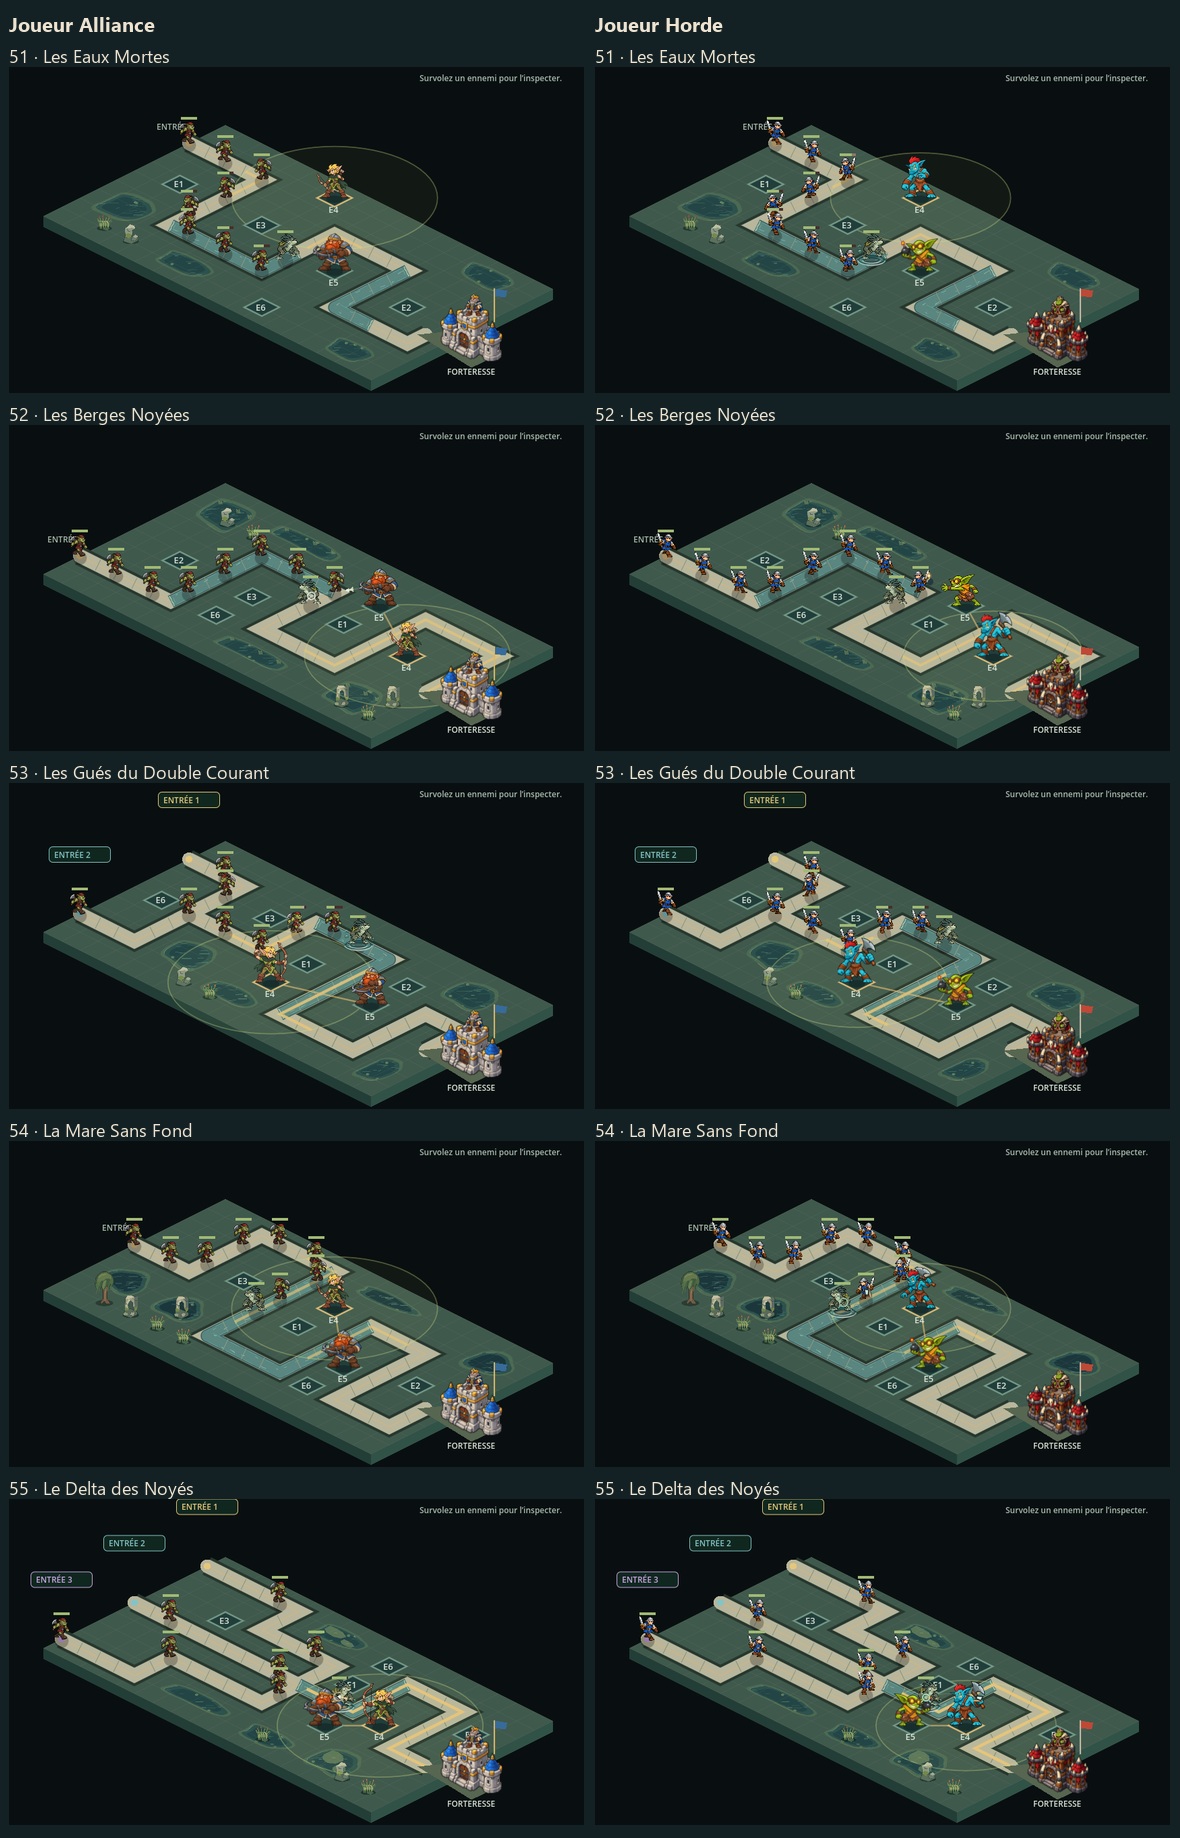 Joueur Alliance
Joueur Horde
51 · Les Eaux Mortes
51 · Les Eaux Mortes
Survolez un ennemi pour l'inspecter.
Survolez un ennemi pour l'inspecter.
E1
E4
E3
E5
E6
E2
FORTERESSE
E1
E4
E3
E5
E6
E2
FORTERESSE
52 · Les Berges Noyées
52 · Les Berges Noyées
Survolez un ennemi pour l'inspecter.
Survolez un ennemi pour l'inspecter.
E2
E3
E6
E5
E1
E4
FORTERESSE
E2
E3
E6
E5
E1
E4
FORTERESSE
53 · Les Gués du Double Courant
53 · Les Gués du Double Courant
Survolez un ennemi pour l'inspecter.
Survolez un ennemi pour l'inspecter.
ENTRÉE 1
ENTRÉE 2
E6
E3
E1
E4
E2
E5
FORTERESSE
ENTRÉE 1
ENTRÉE 2
E6
E3
E1
E4
E2
E5
FORTERESSE
54 · La Mare Sans Fond
54 · La Mare Sans Fond
Survolez un ennemi pour l'inspecter.
Survolez un ennemi pour l'inspecter.
E3
E4
E1
E5
E6
E2
FORTERESSE
E3
E4
E1
E5
E6
E2
FORTERESSE
55 · Le Delta des Noyés
55 · Le Delta des Noyés
Survolez un ennemi pour l'inspecter.
Survolez un ennemi pour l'inspecter.
ENTRÉE 1
ENTRÉE 2
ENTRÉE 3
E3
E6
E5
E4
FORTERESSE
ENTRÉE 1
ENTRÉE 2
ENTRÉE 3
E3
E6
E5
E4
FORTERESSE